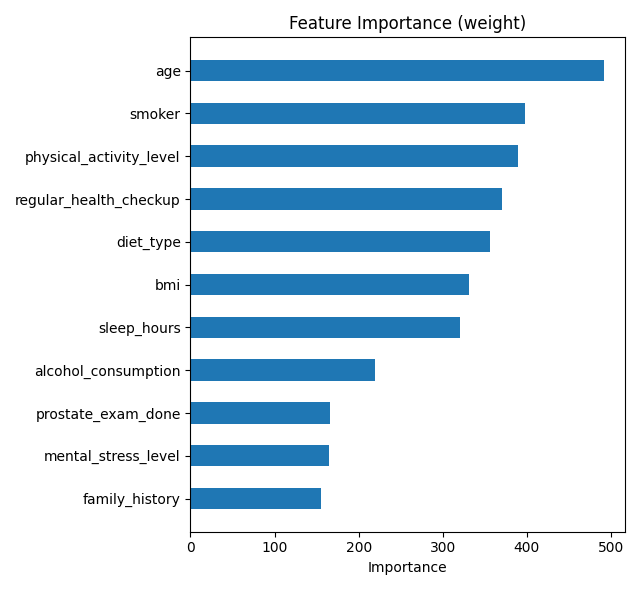 Feature Importance (weight)
age
smoker
physical_activity_level
regular_health_checkup
diet_type
bmi
sleep_hours
alcohol_consumption
prostate_exam_done
mental_stress_level
family_history
0 100 200 300 400 500
Importance